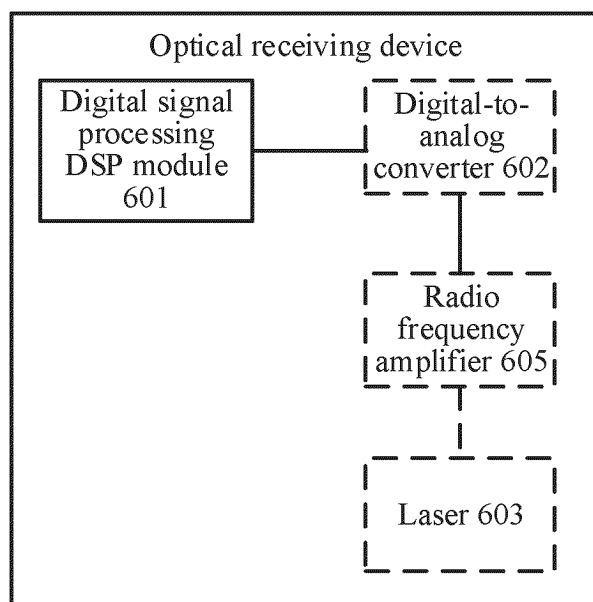 Optical receiving device
Digital signal
processing
DSP module
601
Digital-to-
analog
converter 602
Radio
frequency
amplifier 605
Laser 603